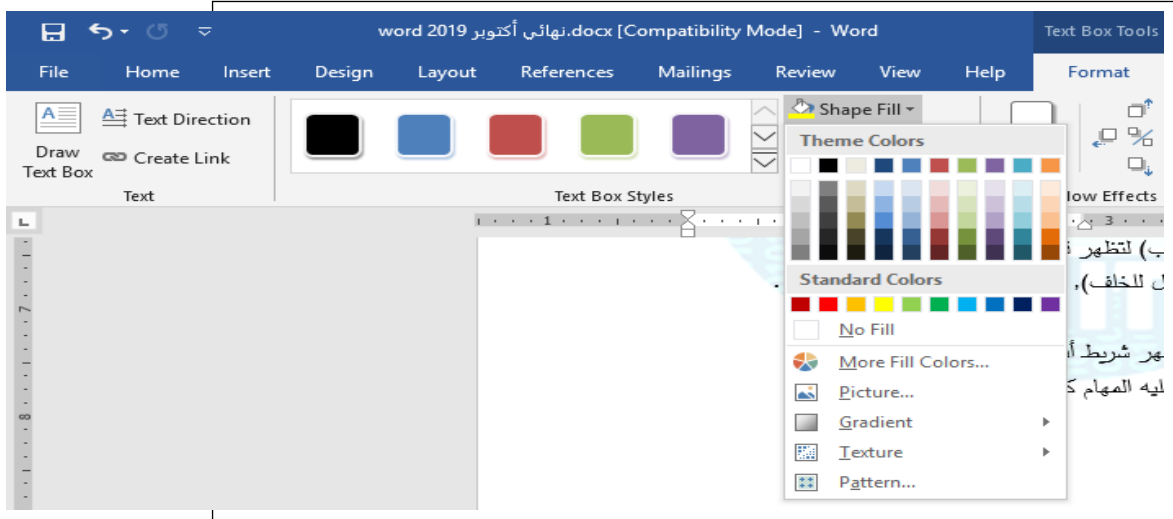 word 2019 نهائي أكتوبر.docx [Compatibility Mode] - Word
Text Box Tools
File Home Insert Design Layout References Mailings Review View Help Format
Draw Text Box
Text Direction
Create Link
Text
Text Box Styles
Shape Fill
Theme Colors
Standard Colors
No Fill
More Fill Colors...
Picture...
Gradient
Texture
Pattern...
1
3
7
8
لتظهر
ل للخلف),
هر شريط
ليه المهام